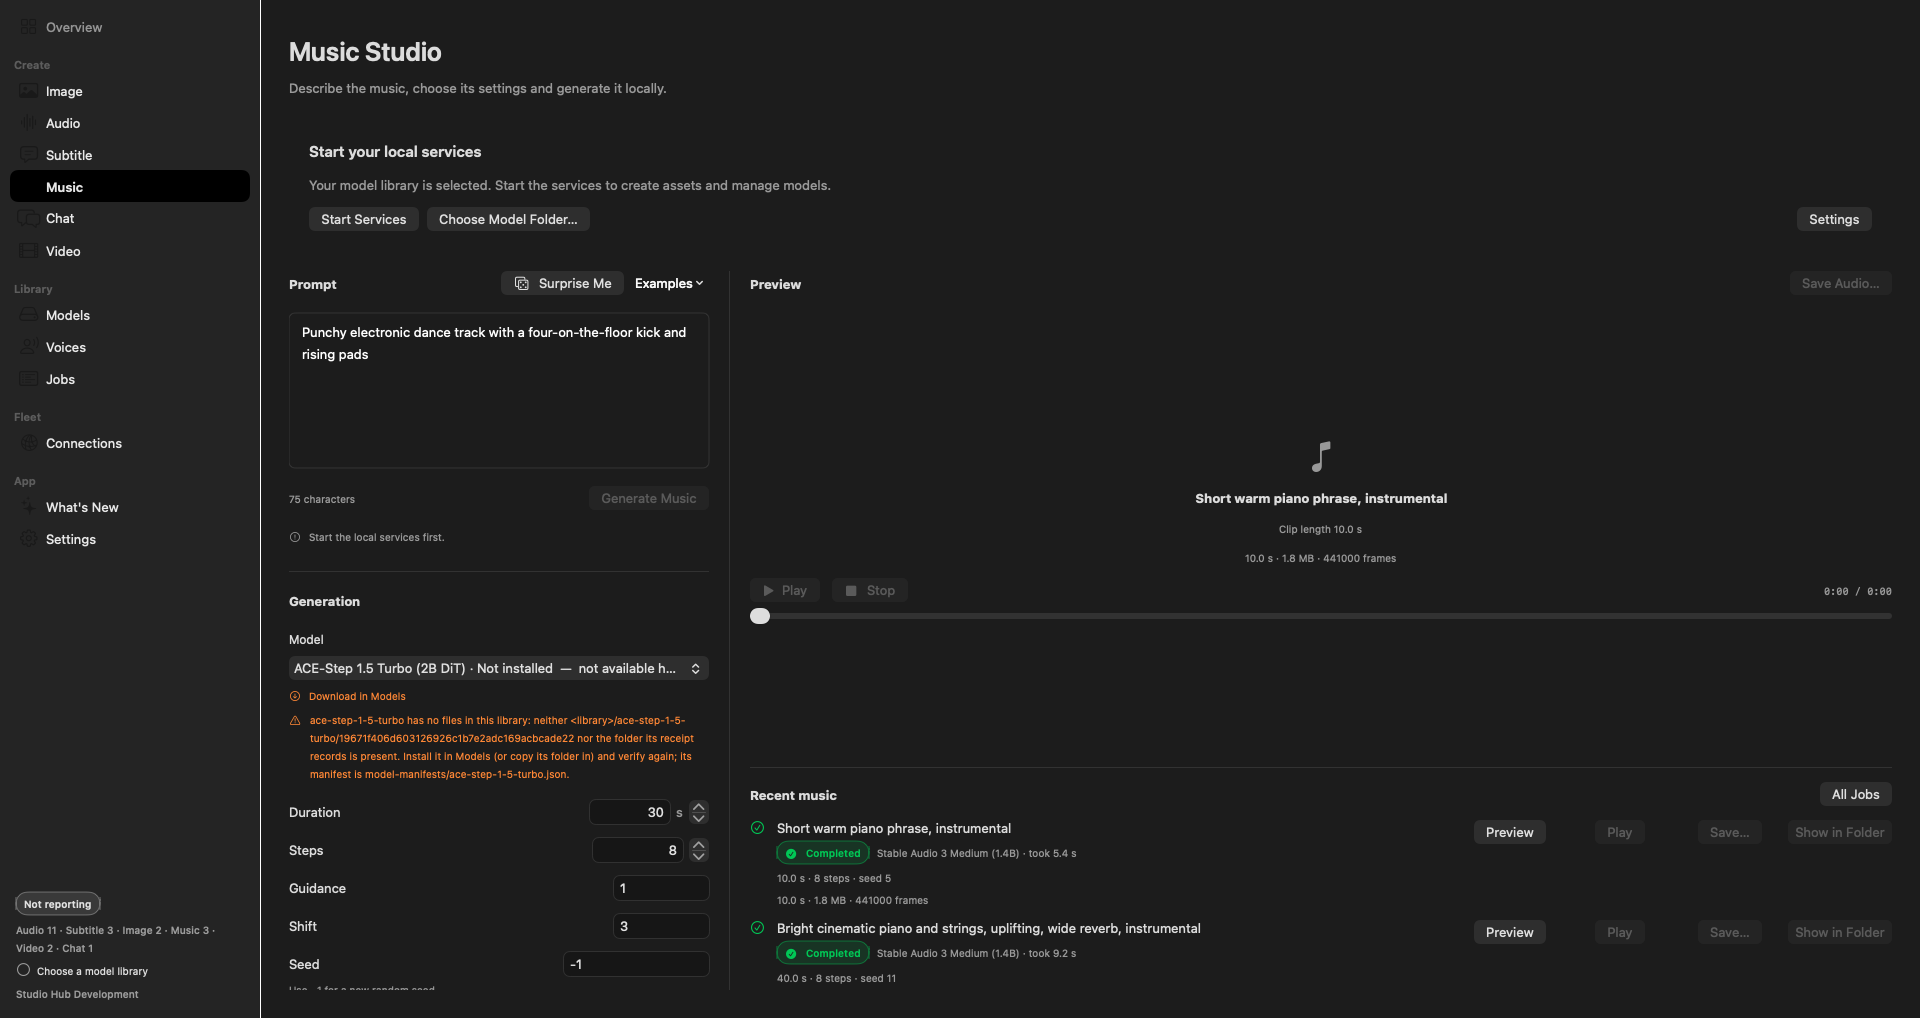 Overview
Create
Image
Audio
Subtitle
Music
Chat
Video
Library
Models
Voices
Jobs
Fleet
Connections
App
What's New
Settings
Not reporting
Audio 11 · Subtitle 3 · Image 2 · Music 3 ·
Video 2 · Chat 1
Choose a model library
Studio Hub Development
Music Studio
Describe the music, choose its settings and generate it locally.
Start your local services
Your model library is selected. Start the services to create assets and manage models.
Start Services
Choose Model Folder...
Settings
Prompt
Surprise Me
Examples
Punchy electronic dance track with a four-on-the-floor kick and
rising pads
75 characters
Generate Music
Start the local services first.
Generation
Model
ACE-Step 1.5 Turbo (2B DiT) · Not installed — not available h...
Download in Models
ace-step-1-5-turbo has no files in this library: neither <library>/ace-step-1-5-
turbo/19671f406d603126926c1b7e2adc169acbcade22 nor the folder its receipt
records is present. Install it in Models (or copy its folder in) and verify again; its
manifest is model-manifests/ace-step-1-5-turbo.json.
Duration
30 s
Steps
8
Guidance
1
Shift
3
Seed
-1
Use -1 for a new random seed
Preview
Save Audio...
Short warm piano phrase, instrumental
Clip length 10.0 s
10.0 s · 1.8 MB · 441000 frames
Play
Stop
0:00 / 0:00
Recent music
All Jobs
Short warm piano phrase, instrumental
Completed
Stable Audio 3 Medium (1.4B) · took 5.4 s
10.0 s · 8 steps · seed 5
10.0 s · 1.8 MB · 441000 frames
Preview
Play
Save...
Show in Folder
Bright cinematic piano and strings, uplifting, wide reverb, instrumental
Completed
Stable Audio 3 Medium (1.4B) · took 9.2 s
40.0 s · 8 steps · seed 11
Preview
Play
Save...
Show in Folder